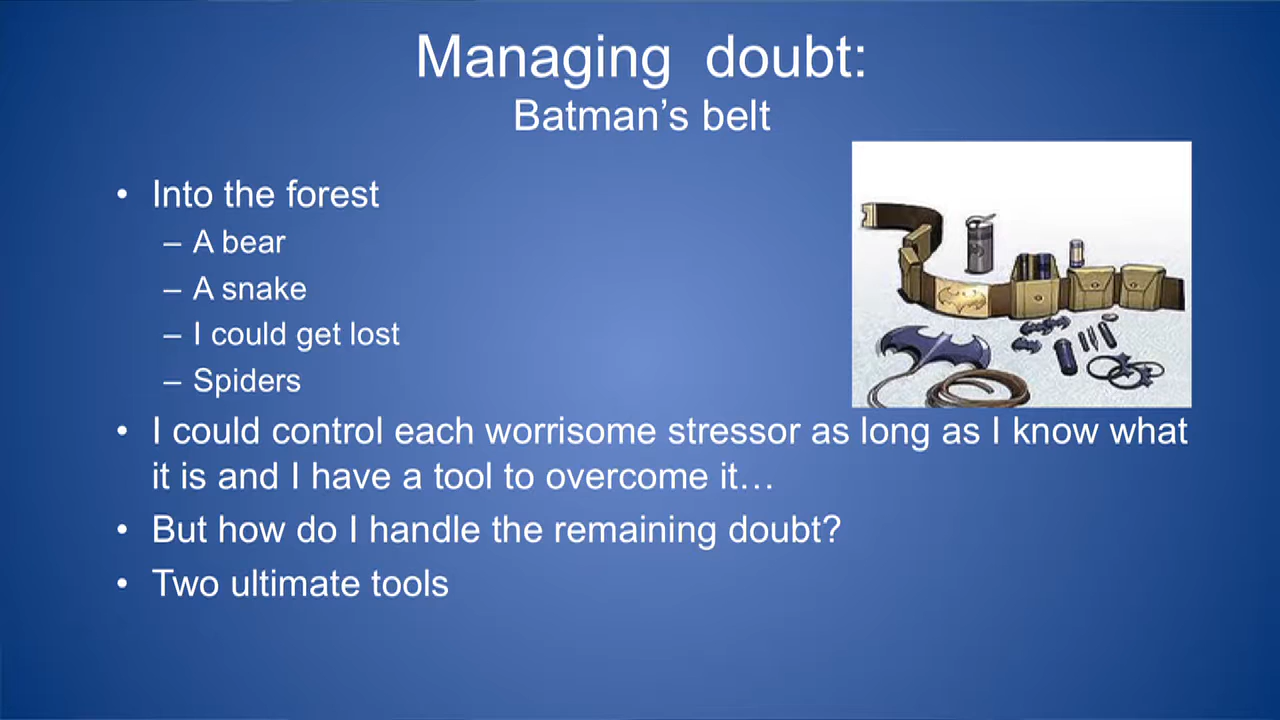 Managing doubt:
Batman’s belt
• Into the forest
– A bear
– A snake
– I could get lost
– Spiders
• I could control each worrisome stressor as long as I know what
it is and I have a tool to overcome it…
• But how do I handle the remaining doubt?
• Two ultimate tools